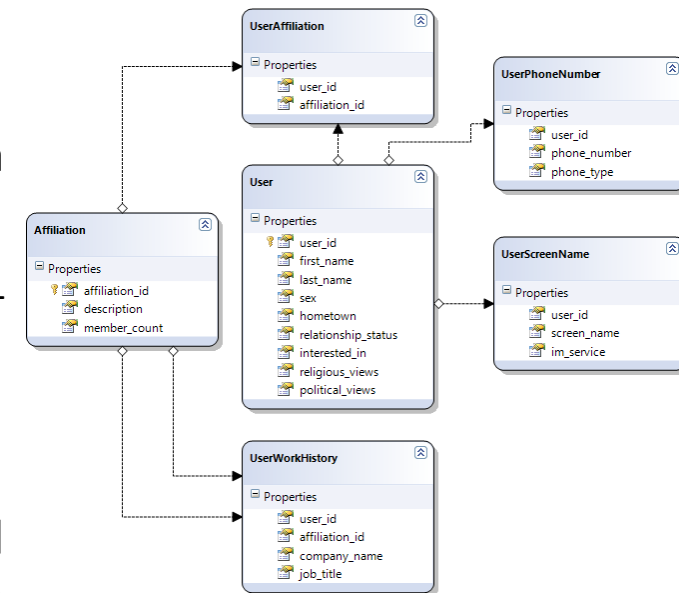 UserAffiliation
Properties
user_id
affiliation_id
UserPhoneNumber
Properties
user_id
phone_number
phone_type
User
Properties
user_id
first_name
last_name
sex
hometown
relationship_status
interested_in
religious_views
political_views
Affiliation
Properties
affiliation_id
description
member_count
UserScreenName
Properties
user_id
screen_name
im_service
UserWorkHistory
Properties
user_id
affiliation_id
company_name
job_title